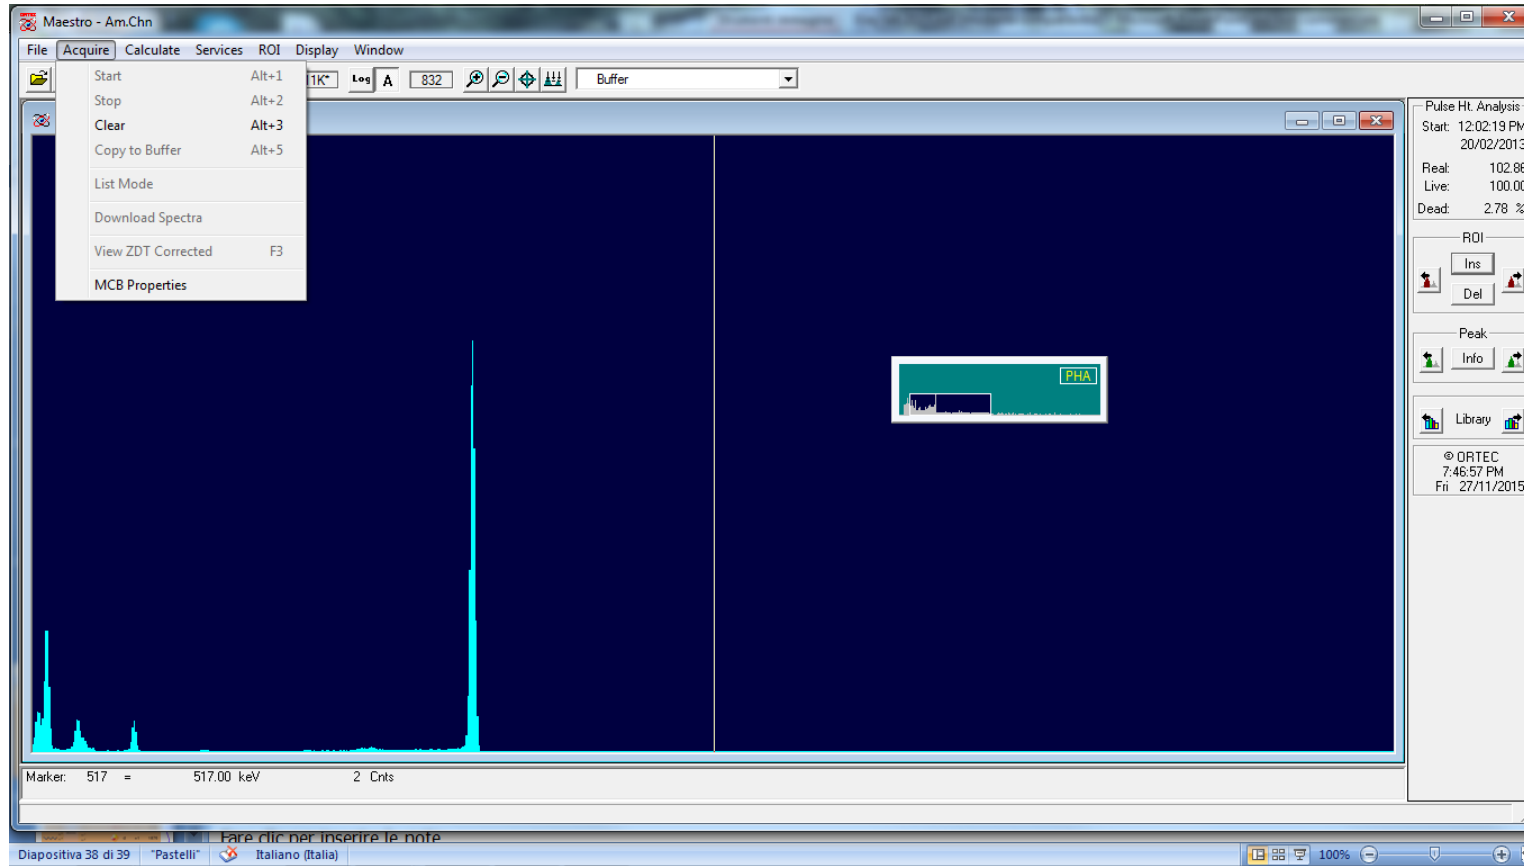 Maestro - Am.Chn
File Acquire Calculate Services ROI Display Window
1K* Log A 832 Buffer
Start Alt+1
Stop Alt+2
Clear Alt+3
Copy to Buffer Alt+5
List Mode
Download Spectra
View ZDT Corrected F3
MCB Properties
PHA
Pulse Ht. Analysis
Start: 12:02:19 PM
20/02/2013
Real: 102.86
Live: 100.00
Dead: 2.78 %
ROI
Ins
Del
Peak
Info
Library
© ORTEC
7:46:57 PM
Fri 27/11/2015
Marker: 517 = 517.00 keV 2 Cnts
Fare clic per inserire le note
Diapositiva 38 di 39 "Pastelli" Italiano (Italia) 100%